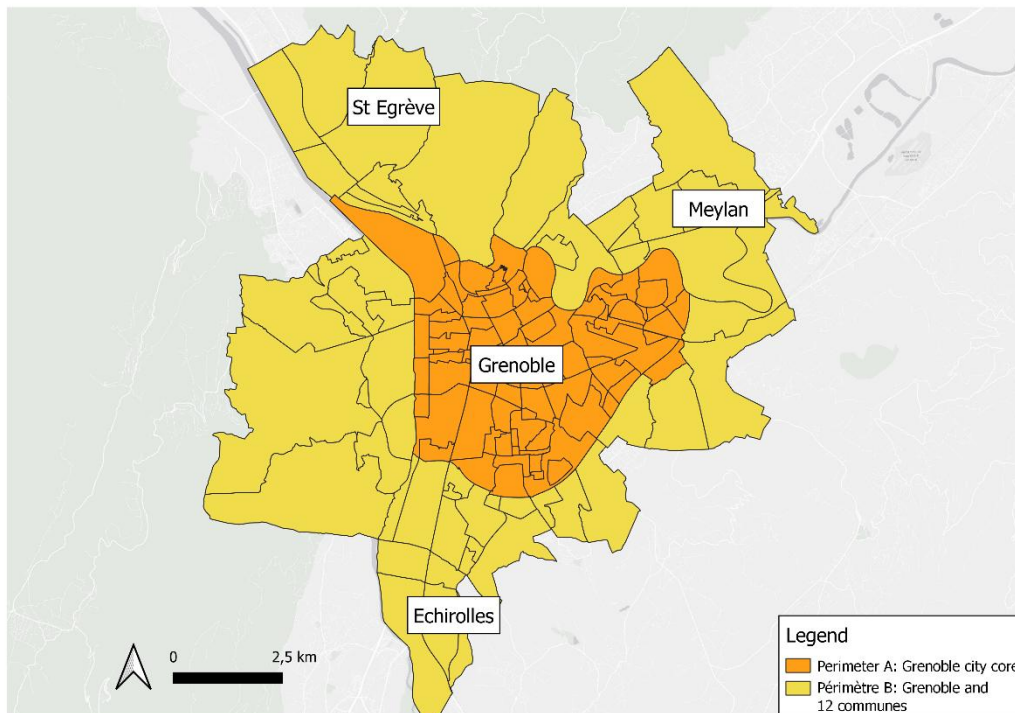 St Egrève
Meylan
Grenoble
Echirolles
0 2,5 km
Legend
Perimeter A: Grenoble city core
Périmètre B: Grenoble and
12 communes